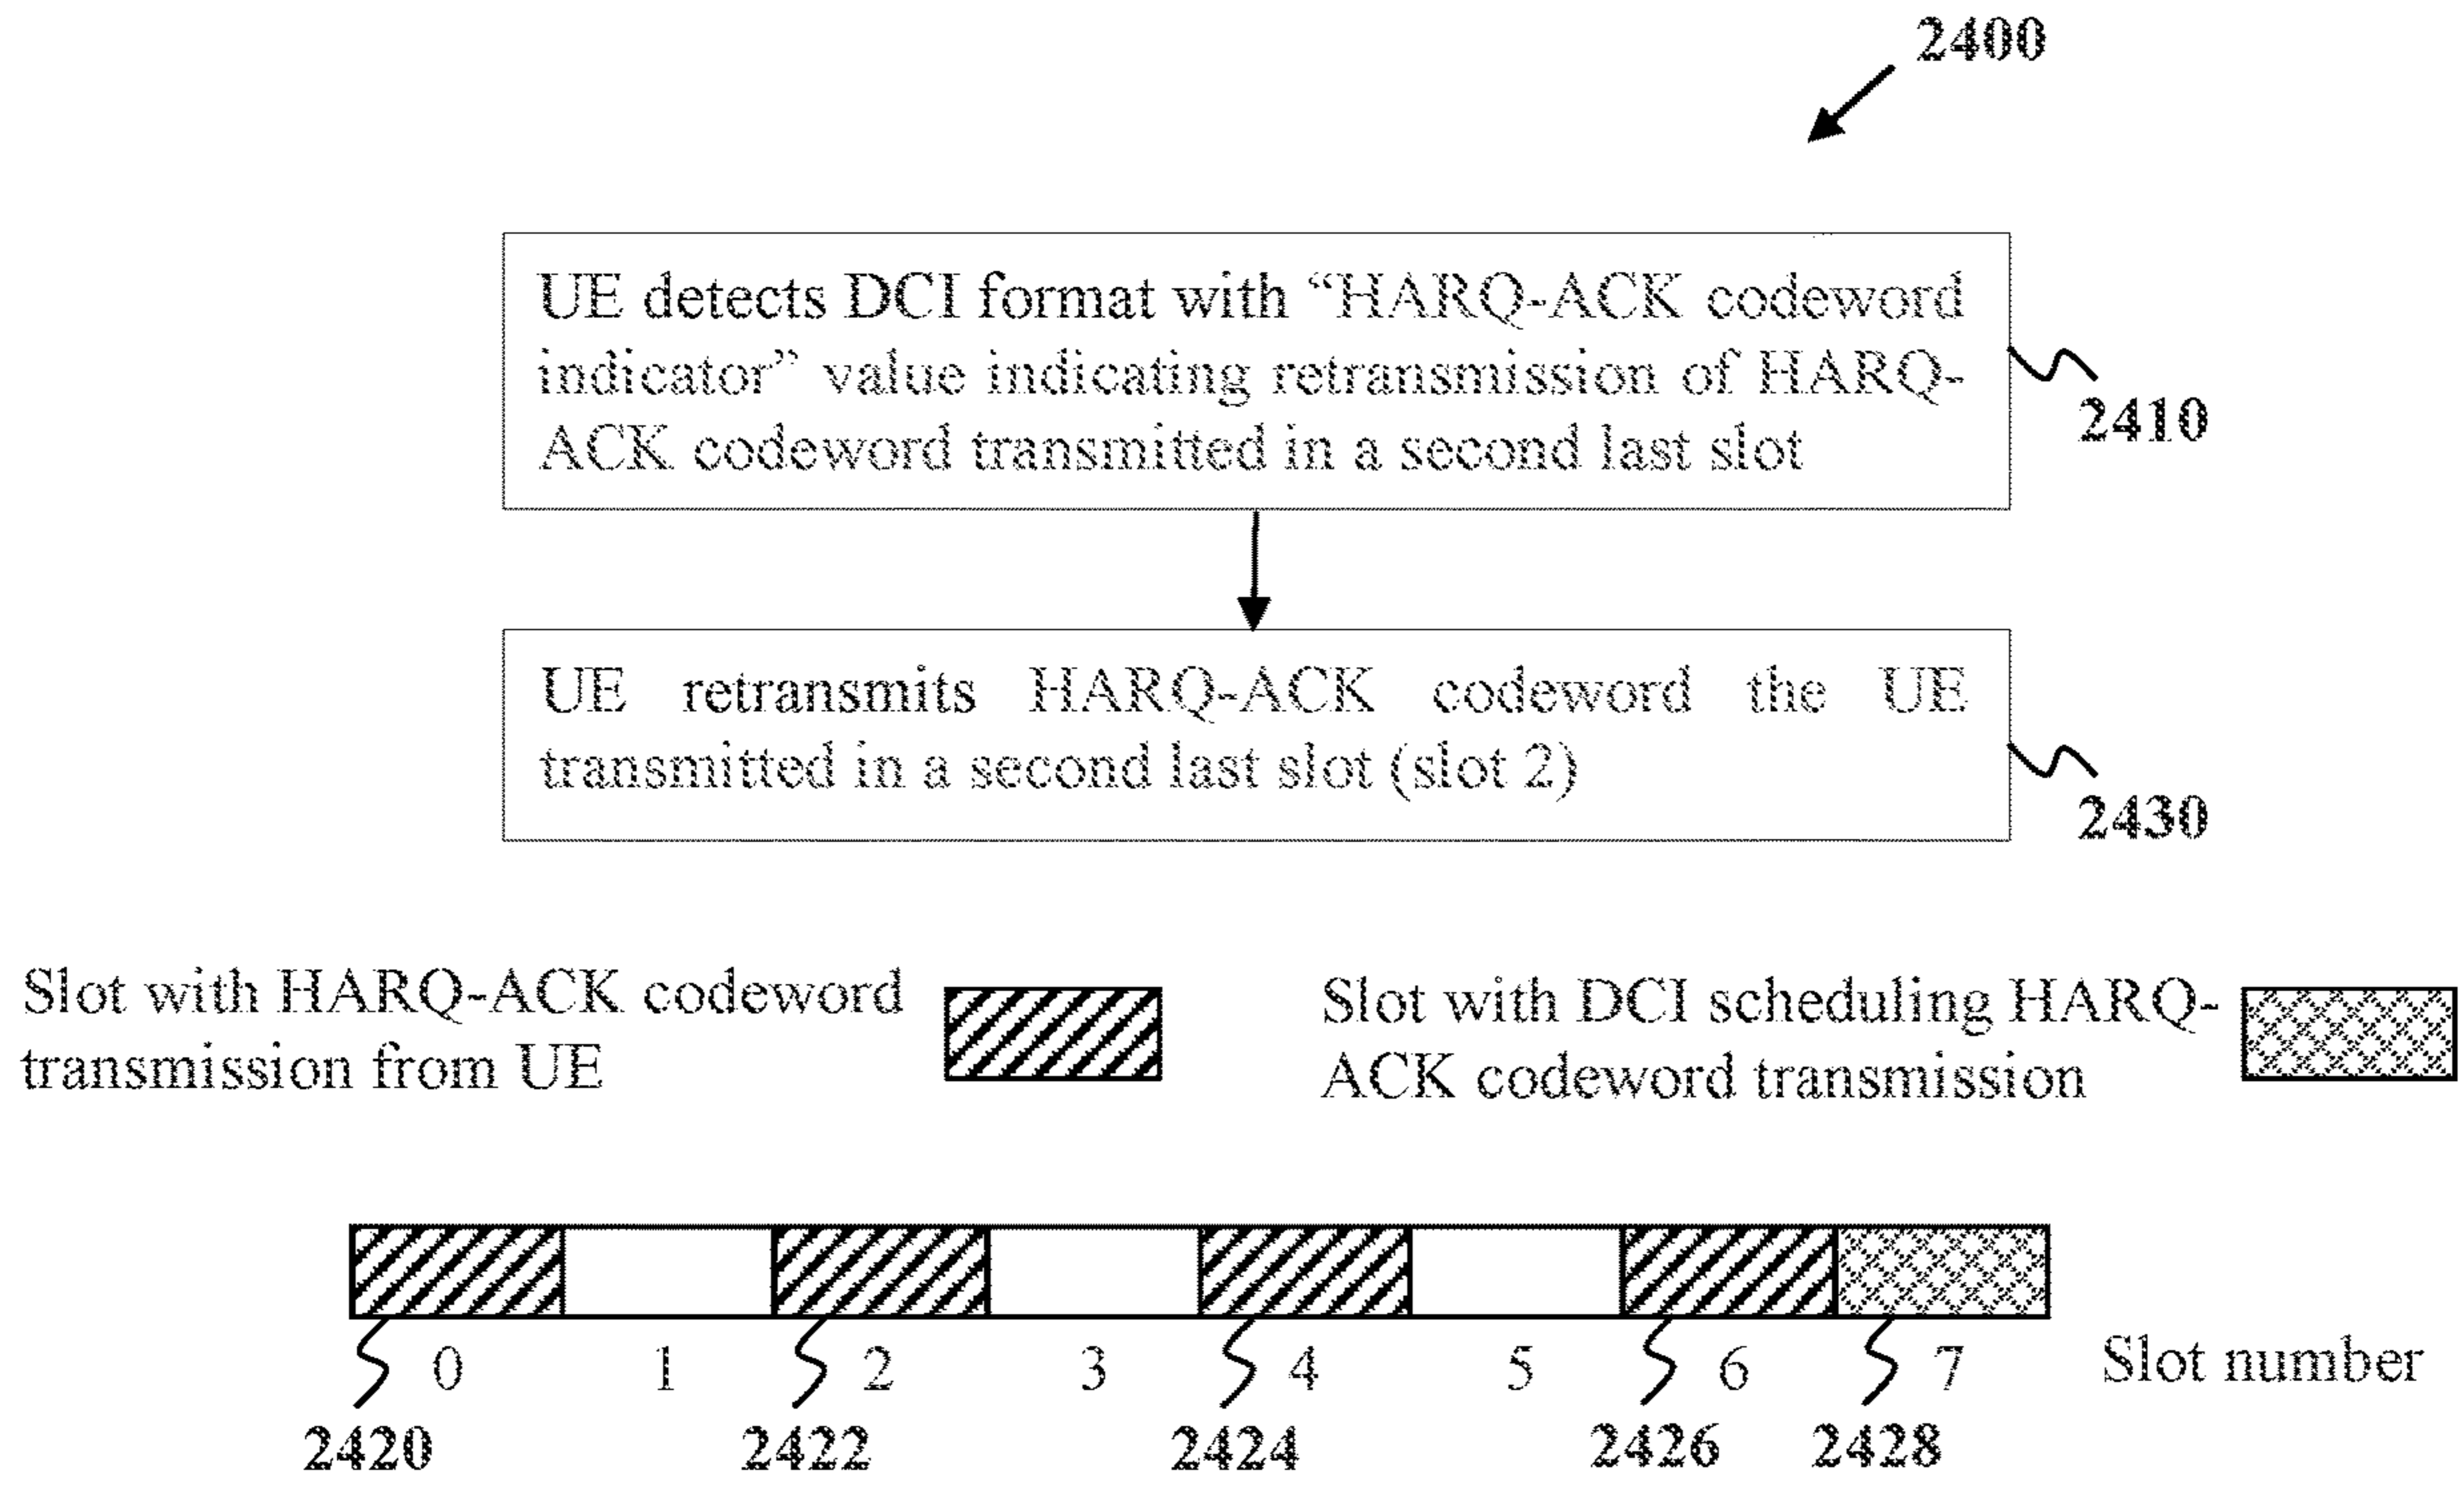 2400
UE detects DCI format with “HARQ-ACK codeword
indicator” value indicating retransmission of HARQ-
ACK codeword transmitted in a second last slot
2410
UE retransmits HARQ-ACK codeword the UE
transmitted in a second last slot (slot 2)
2430
Slot with HARQ-ACK codeword
transmission from UE
Slot with DCI scheduling HARQ-
ACK codeword transmission
0 1 2 3 4 5 6 7 Slot number
2420 2422 2424 2426 2428